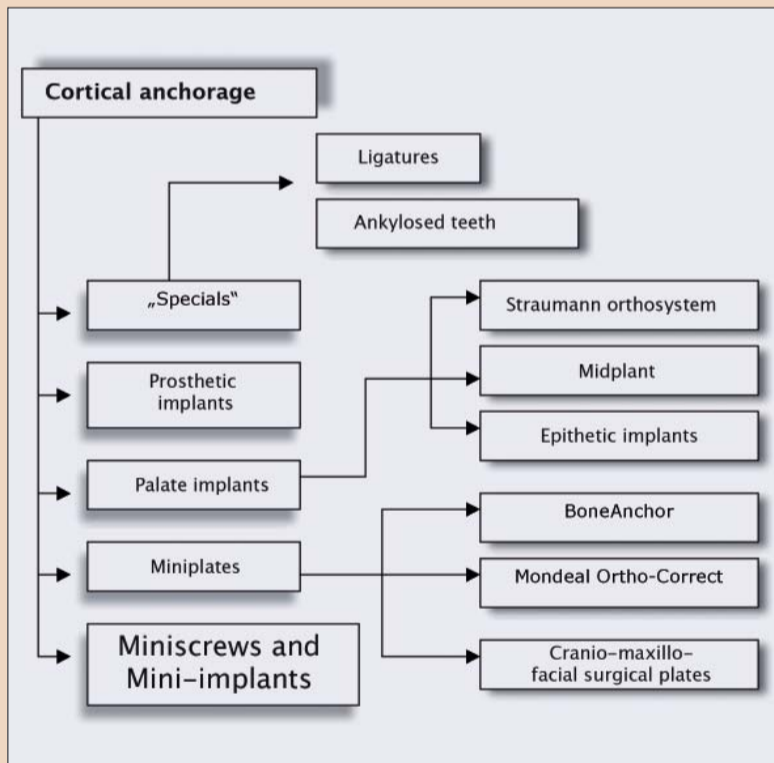 Cortical anchorage
Ligatures
Ankylosed teeth
„Specials“
Straumann orthosystem
Prosthetic
implants
Midplant
Epithetic implants
Palate implants
BoneAnchor
Miniplates
Mondeal Ortho-Correct
Miniscrews and
Mini-implants
Cranio-maxillo-
facial surgical plates